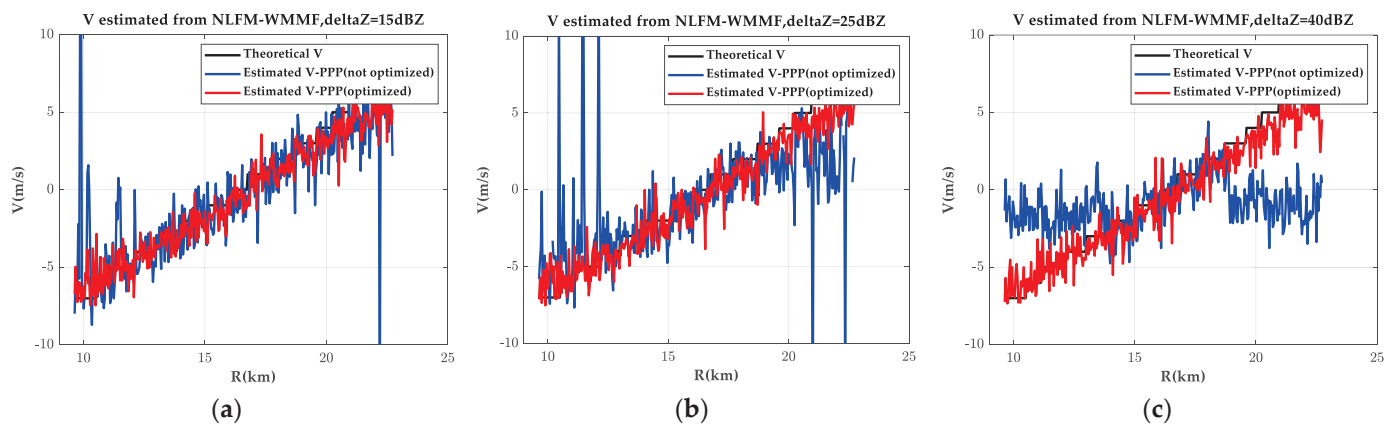 V estimated from NLFM-WMMF,deltaZ=15dBZ
10
5
0
-5
-10
V(m/s)
Theoretical V
Estimated V-PPP(not optimized)
Estimated V-PPP(optimized)
10
15
20
25
R(km)
(a)
V estimated from NLFM-WMMF,deltaZ=25dBZ
10
5
0
-5
-10
V(m/s)
Theoretical V
Estimated V-PPP(not optimized)
Estimated V-PPP(optimized)
10
15
20
25
R(km)
(b)
V estimated from NLFM-WMMF,deltaZ=40dBZ
10
5
0
-5
-10
V(m/s)
Theoretical V
Estimated V-PPP(not optimized)
Estimated V-PPP(optimized)
10
15
20
25
R(km)
(c)